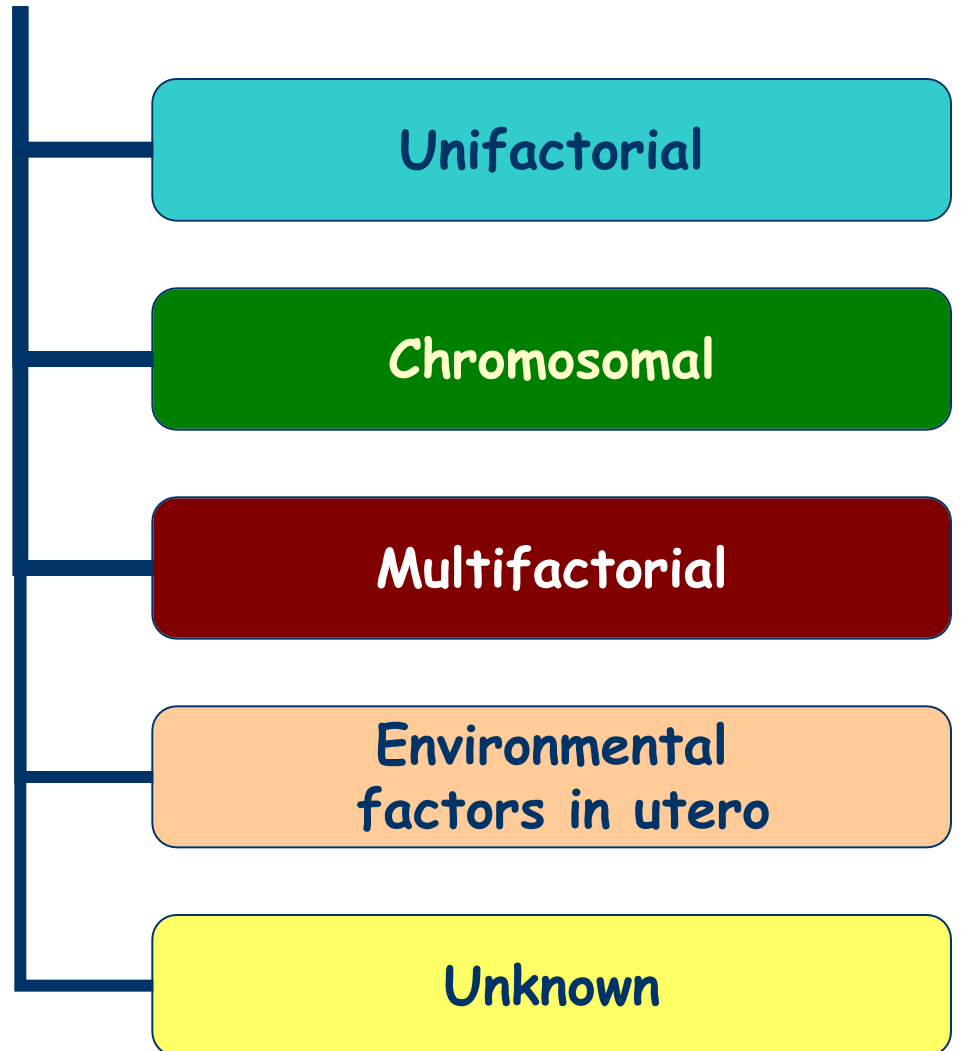 Unifactorial
Chromosomal
Multifactorial
Environmental
factors in utero
Unknown